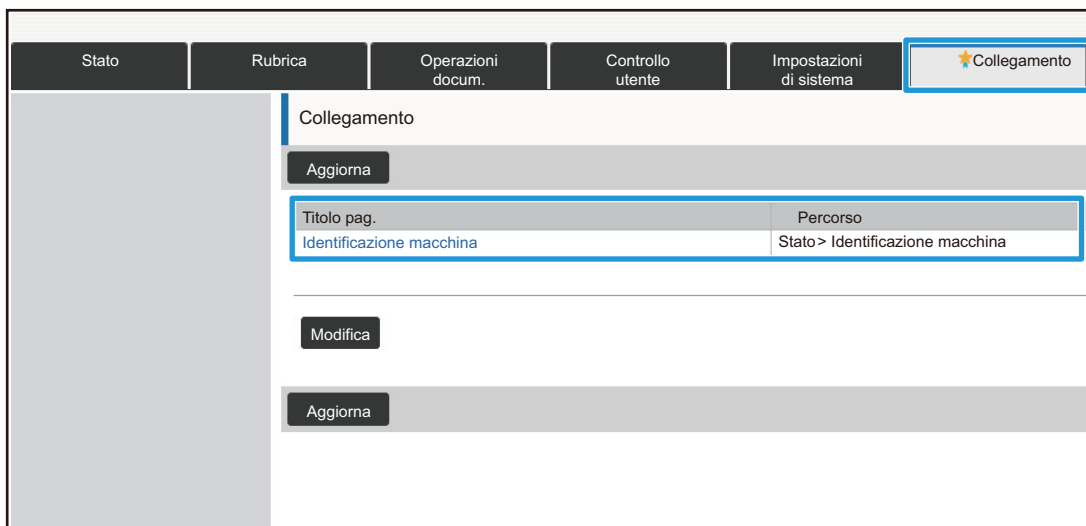 Stato
Rubrica
Operazioni
docum.
Controllo
utente
Impostazioni
di sistema
Collegamento
Collegamento
Aggiorna
Titolo pag. Percorso
Identificazione macchina Stato> Identificazione macchina
Modifica
Aggiorna